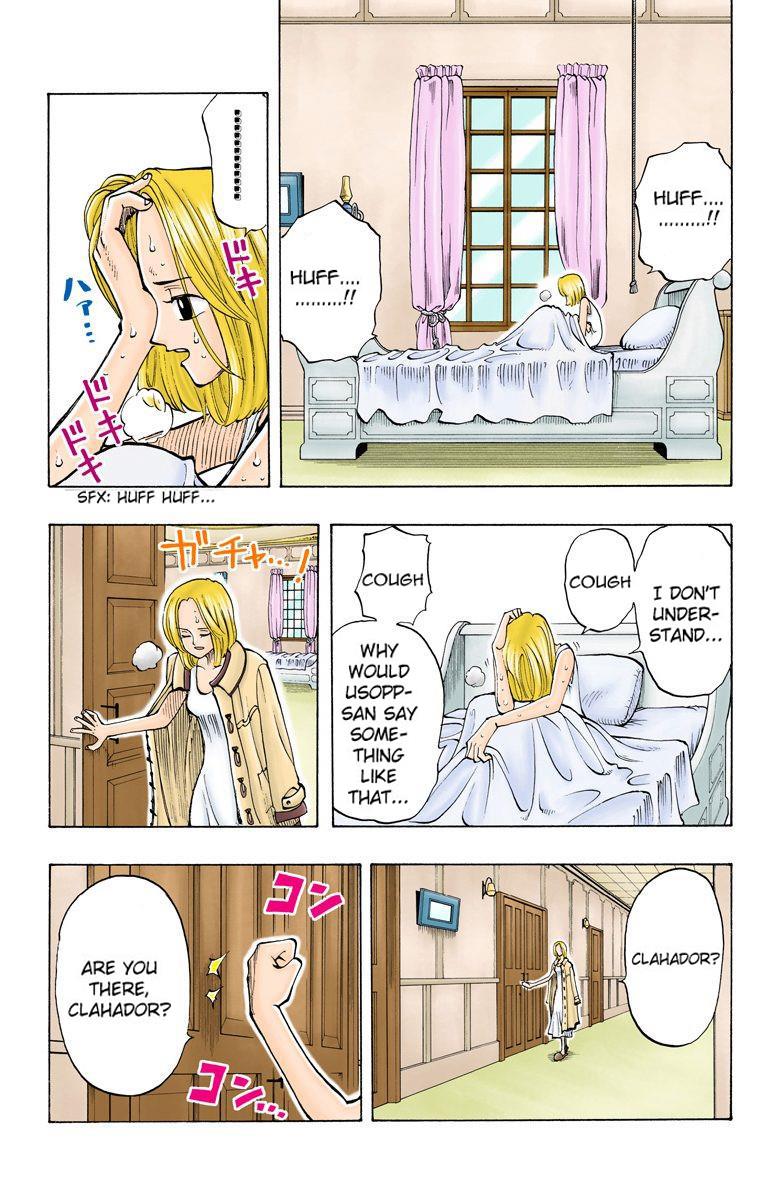 HUFF....
.........!!
HUFF....
.........!!
..........
ドキ
ハァ…
ドキ
ドキ
SFX: HUFF HUFF...
I DON'T
UNDER-
STAND...
COUGH
COUGH
WHY
WOULD
USOPP-
SAN SAY
SOME-
THING
LIKE
THAT...
ガチャ…!
CLAHADOR?
コン
ARE YOU
THERE,
CLAHADOR?
コン…